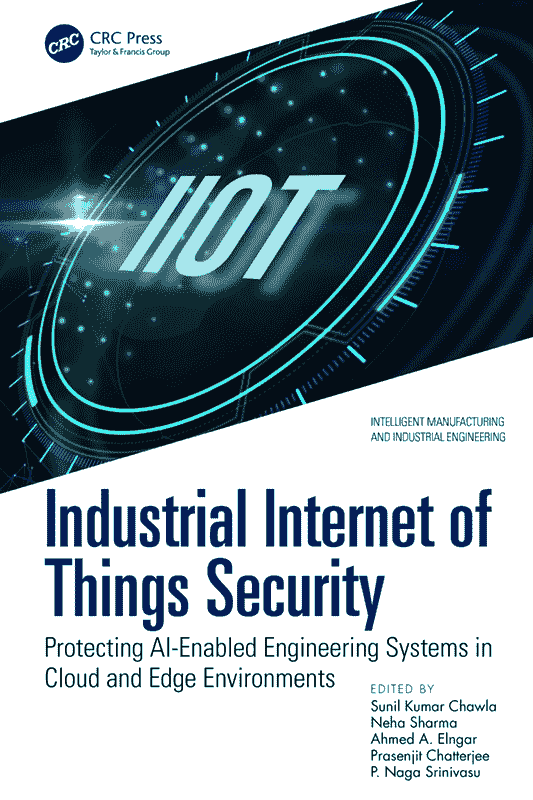 CRC
CRC Press
Taylor & Francis Group
IIOT
INTELLIGENT MANUFACTURING
AND INDUSTRIAL ENGINEERING
Industrial Internet of
Things Security
Protecting AI-Enabled Engineering Systems in
Cloud and Edge Environments
EDITED BY
Sunil Kumar Chawla
Neha Sharma
Ahmed A. Elngar
Prasenjit Chatterjee
P. Naga Srinivasu